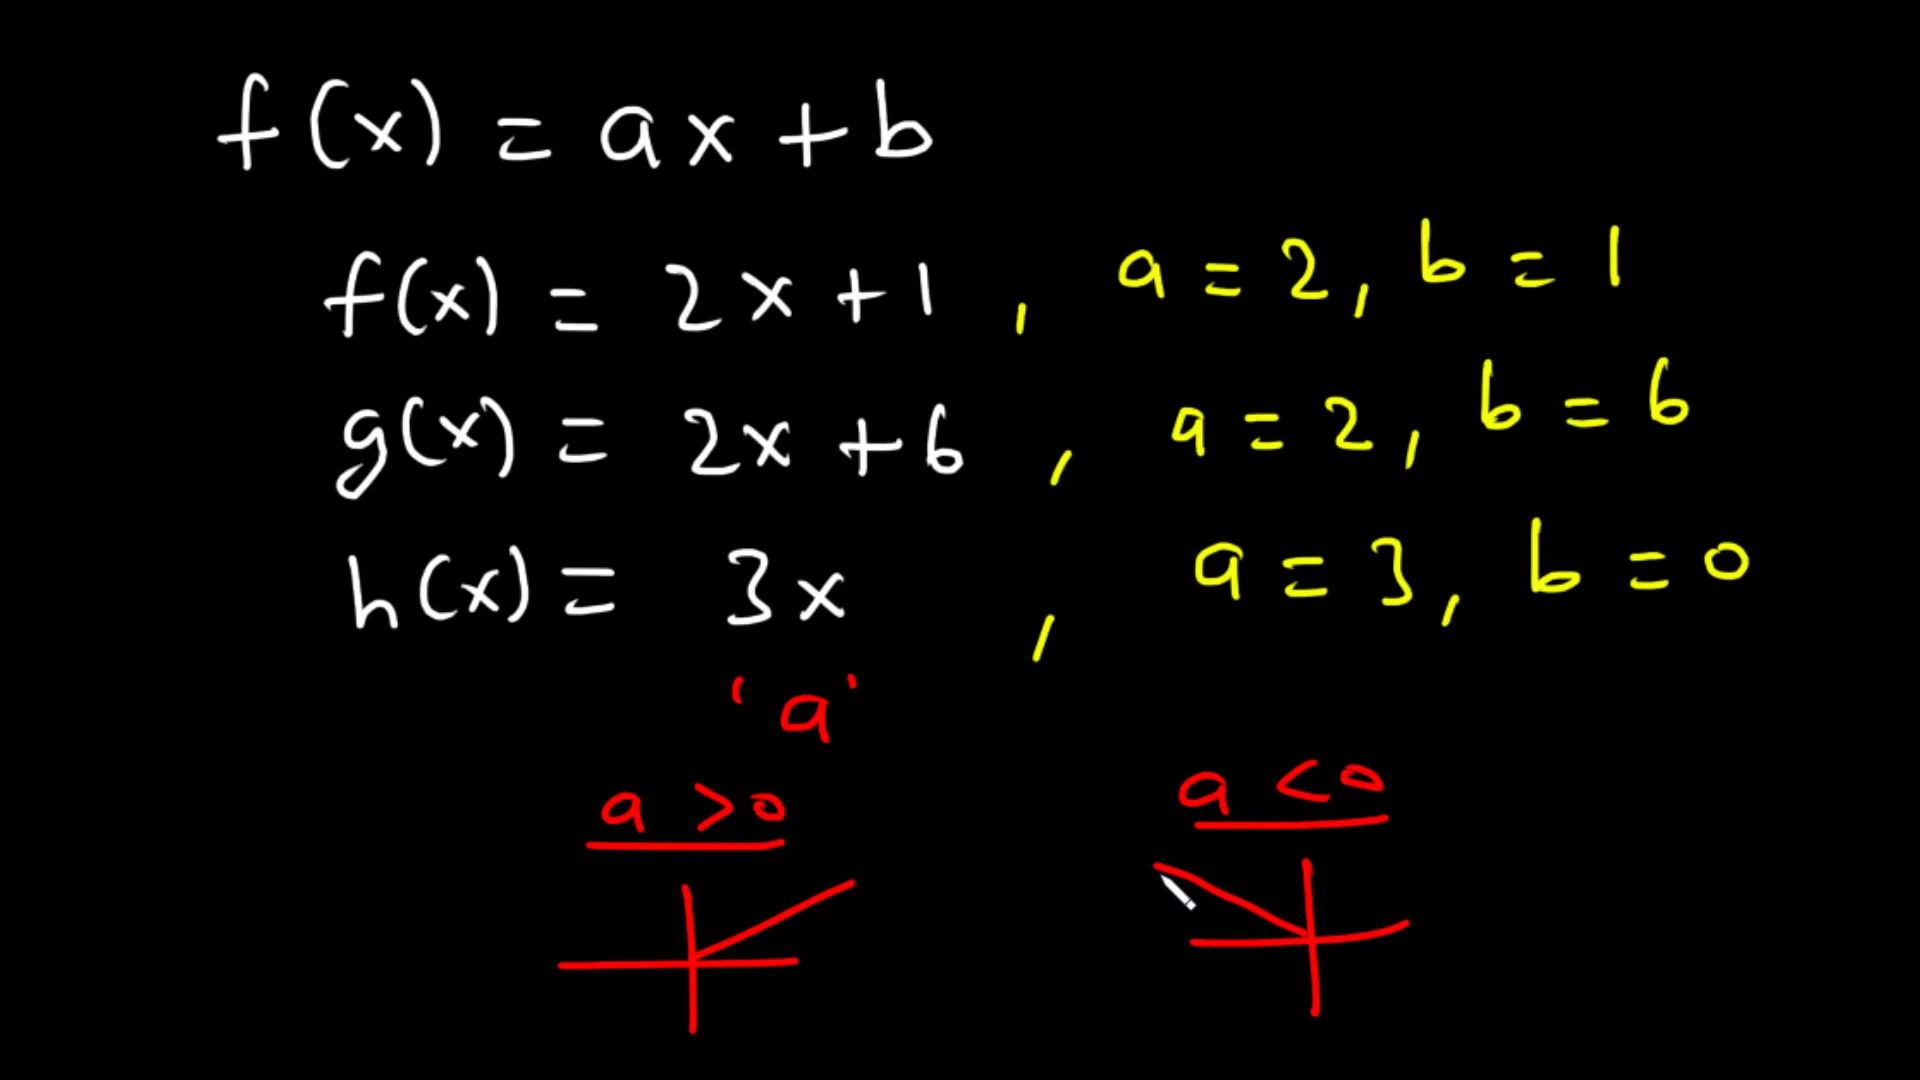 f(x) = ax + b
f(x) = 2x + 1 , a = 2, b = 1
g(x) = 2x + 6 , a = 2, b = 6
h(x) = 3x , a = 3, b = 0
'a'
a > 0
a < 0